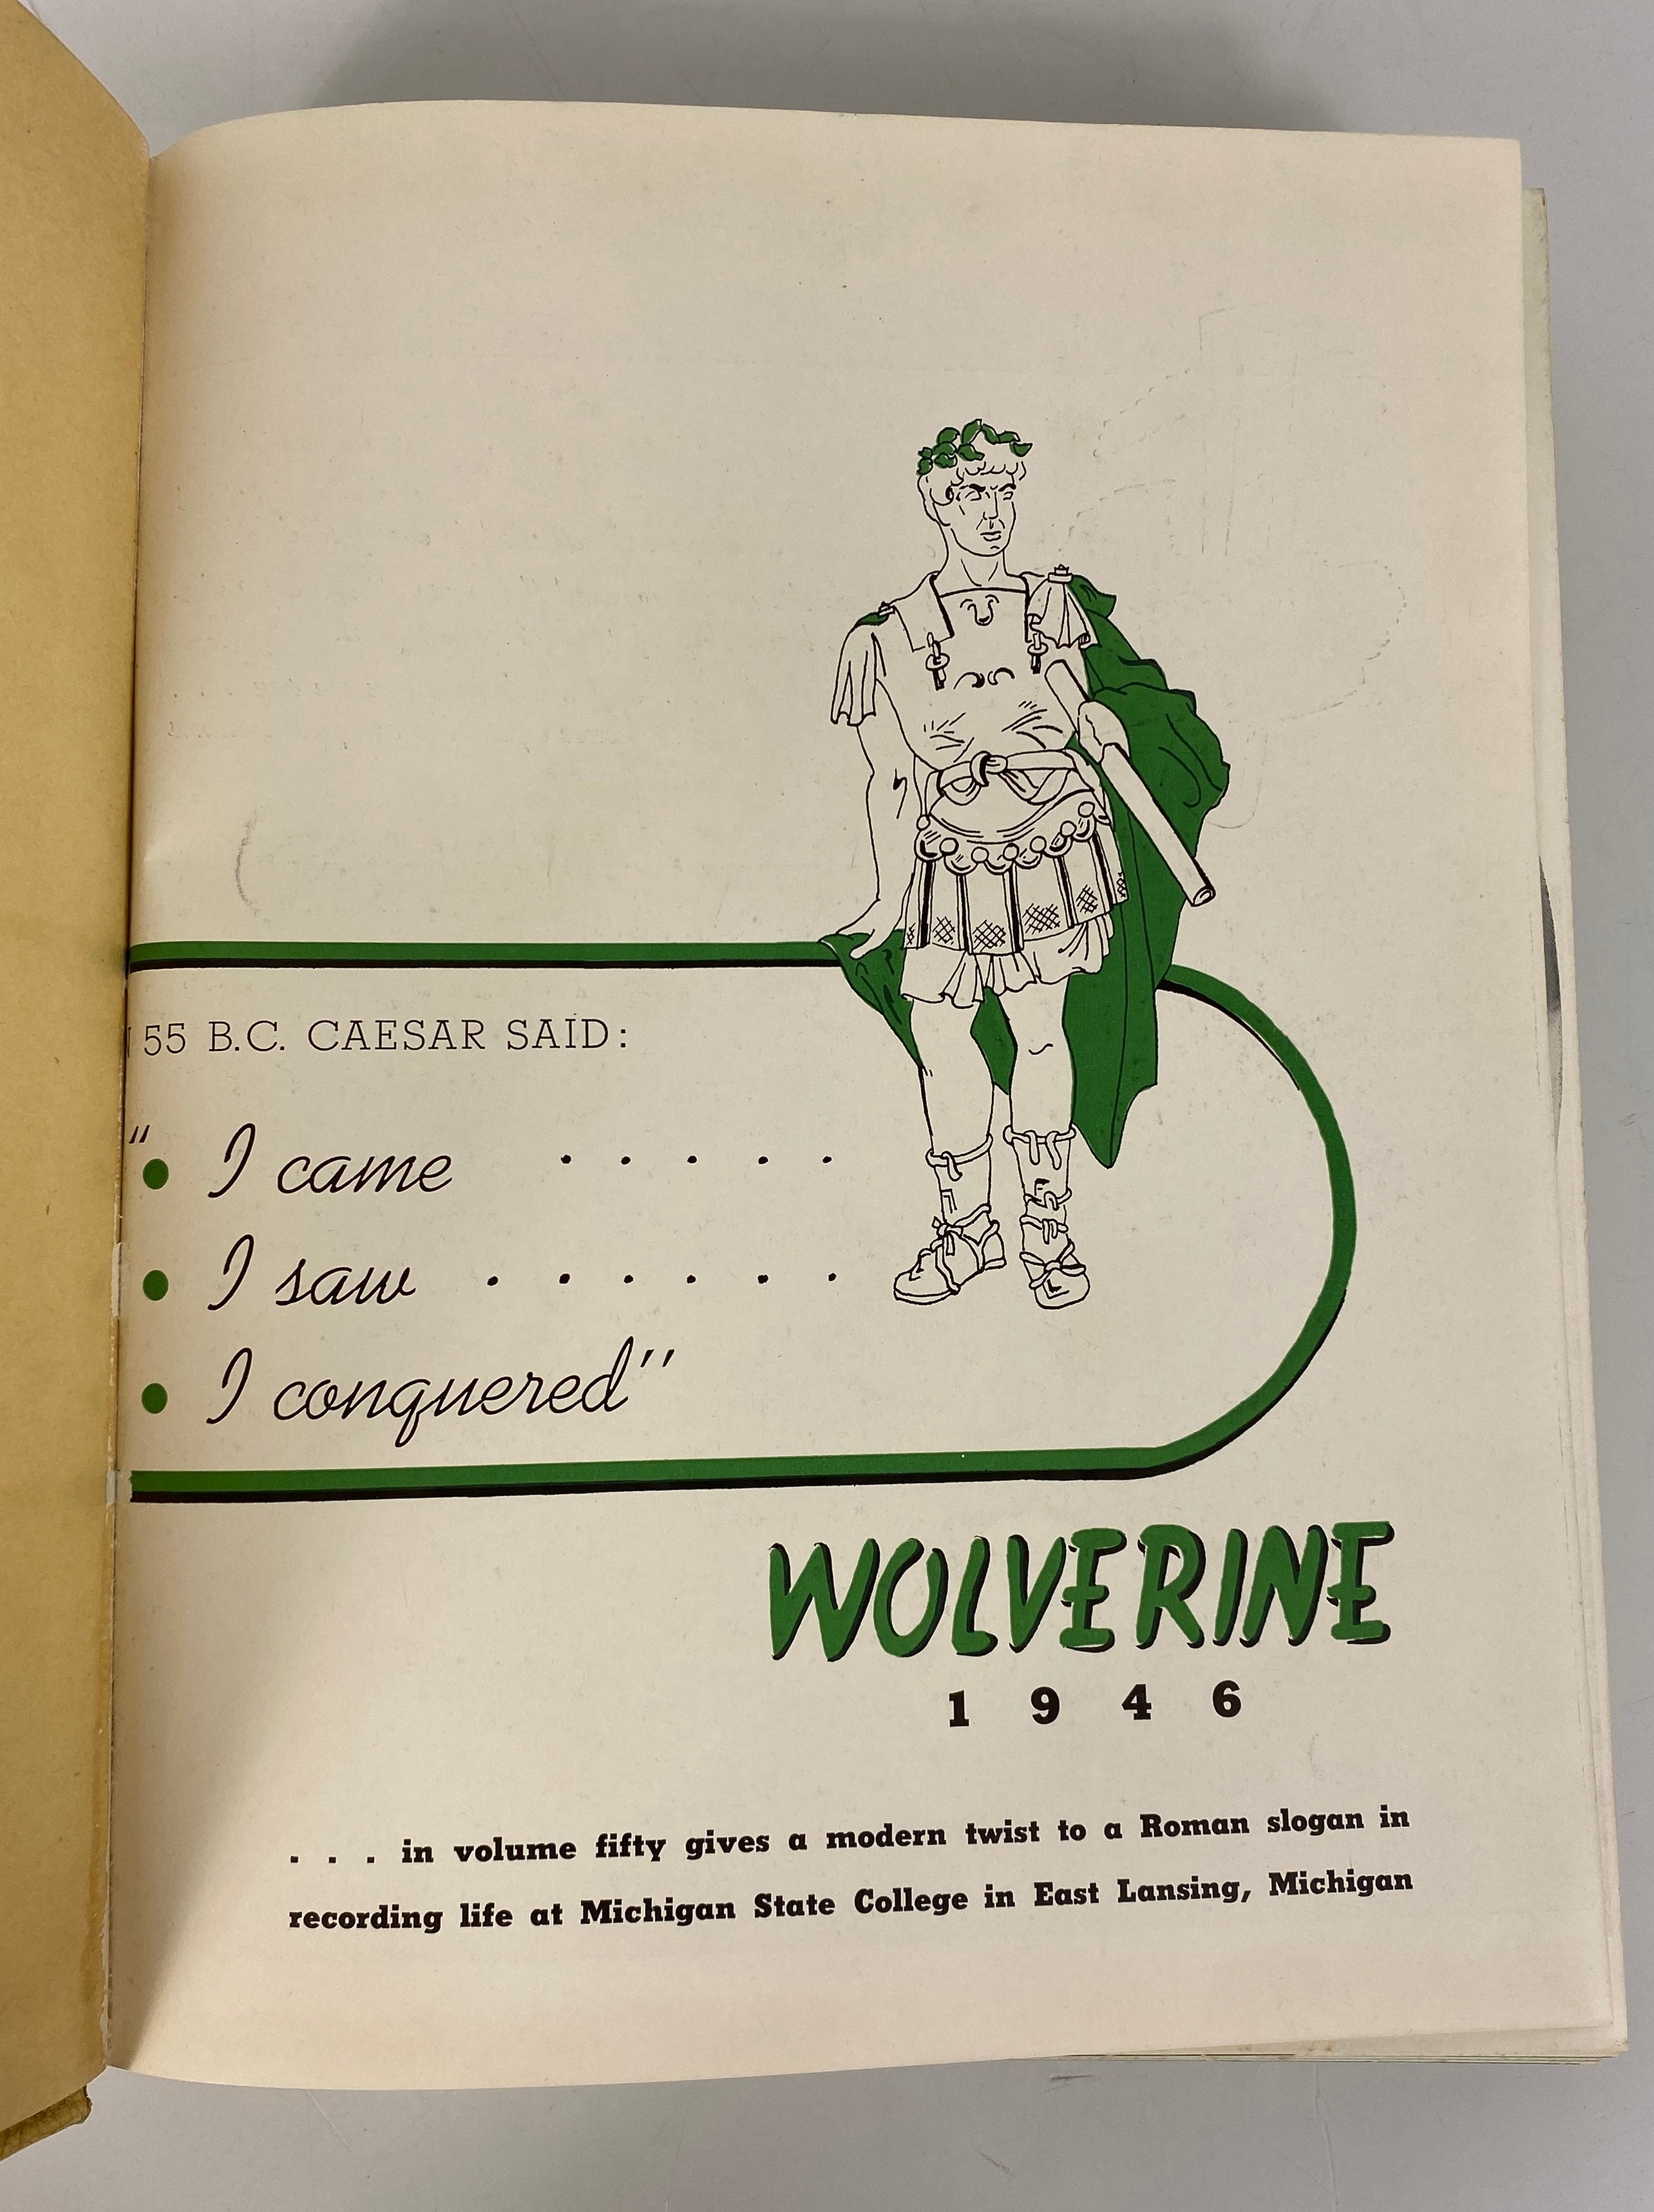 55 B.C. CAESAR SAID:
“• I came . . . . .
• I saw . . . . . .
• I conquered”
WOLVERINE
1946
. . . in volume fifty gives a modern twist to a Roman slogan in
recording life at Michigan State College in East Lansing, Michigan